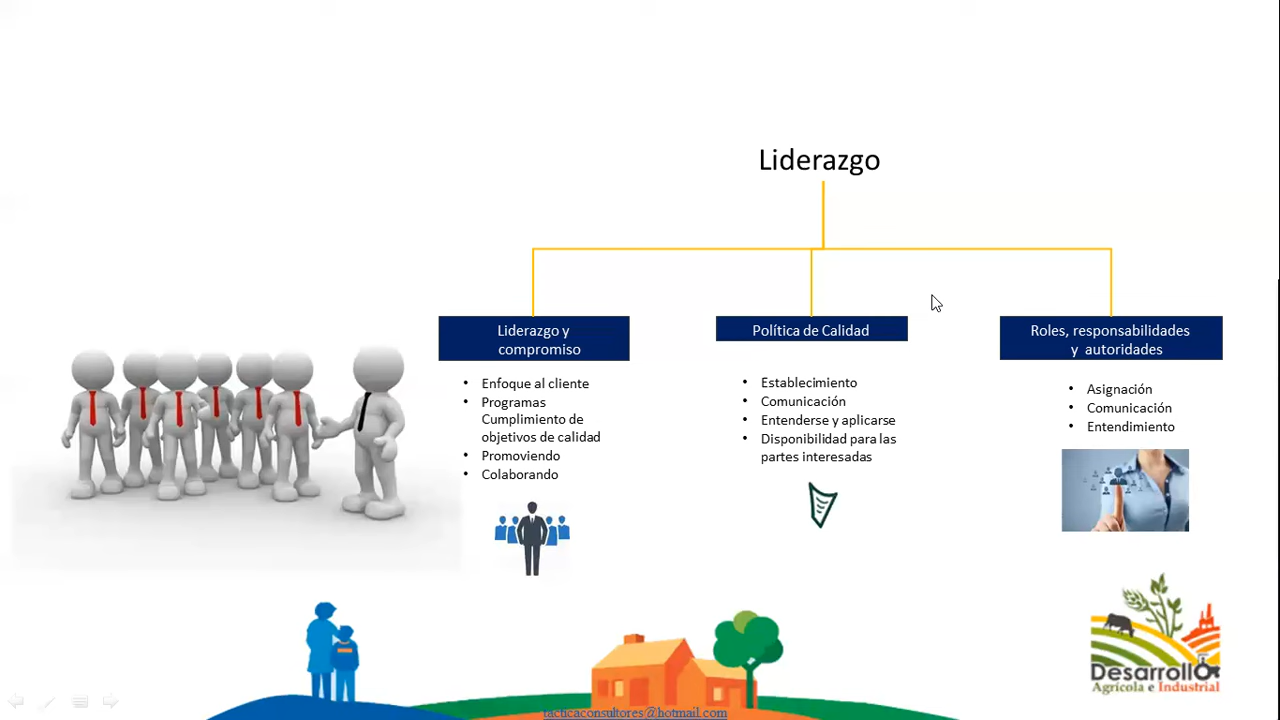 Liderazgo
Liderazgo y
compromiso
• Enfoque al cliente
• Programas
Cumplimiento de
objetivos de calidad
• Promoviendo
• Colaborando
Política de Calidad
• Establecimiento
• Comunicación
• Entenderse y aplicarse
• Disponibilidad para las
partes interesadas
Roles, responsabilidades
y autoridades
• Asignación
• Comunicación
• Entendimiento
Desarrollo
Agrícola e Industrial
tacticaconsultores@hotmail.com